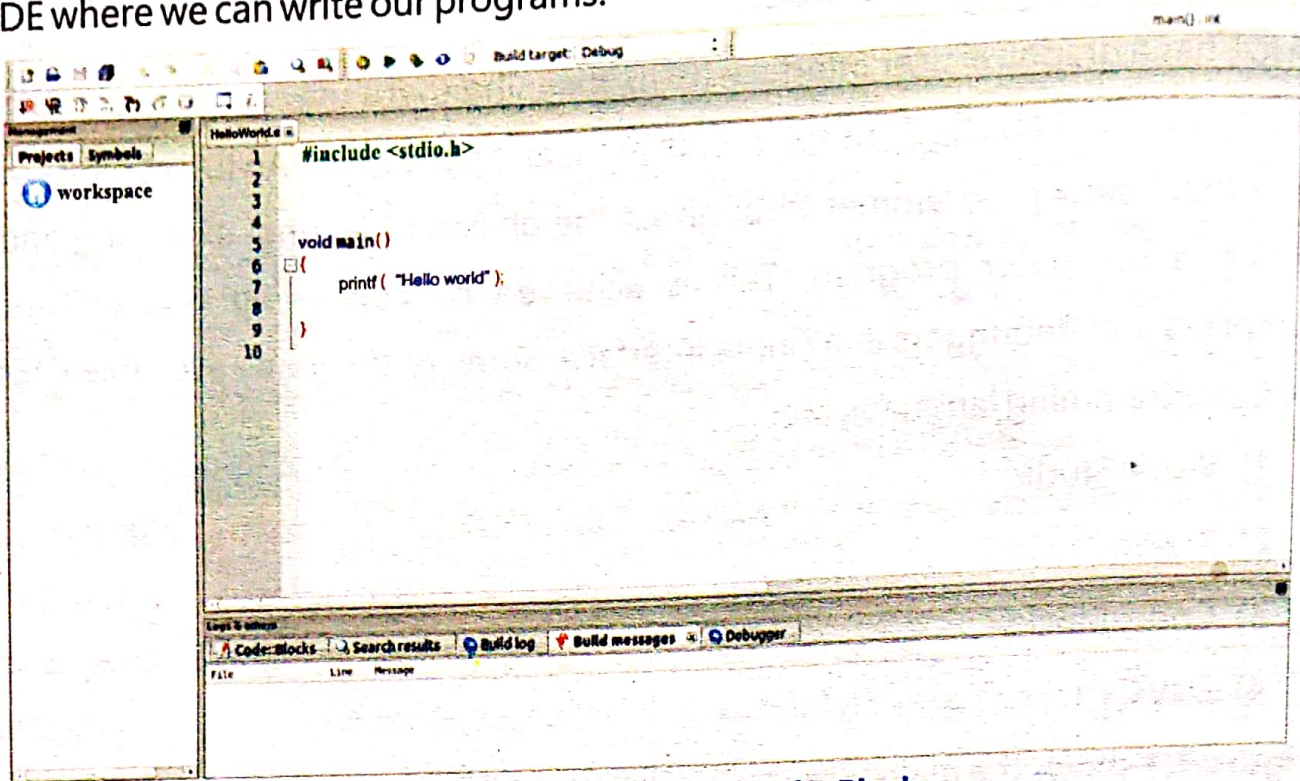 DE where we can write our programs.
main() : int
Build target: Debug
Management
Projects Symbols
workspace
HelloWorld.c
1 #include <stdio.h>
2
3
4
5 void main()
6 {
7 printf ( "Hello world" );
8
9 }
10
Logs & others
Code::Blocks Search results Build log Build messages Debugger
File Line Message